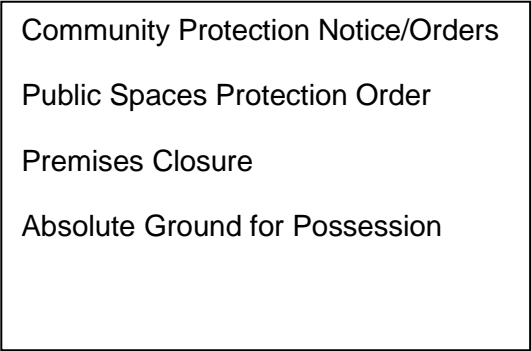 Community Protection Notice/Orders
Public Spaces Protection Order
Premises Closure
Absolute Ground for Possession